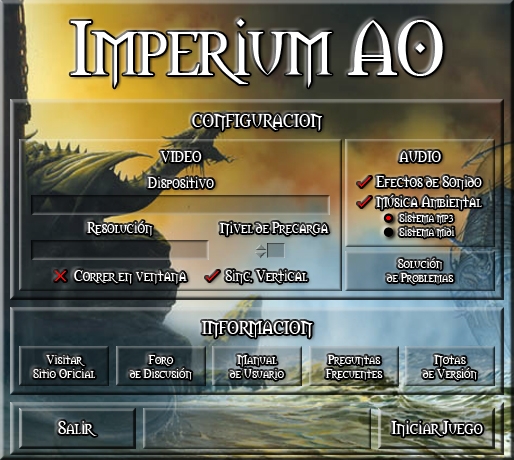 Imperium AO
CONFIGURACION
VIDEO
Dispositivo
Resolución
Nivel de Precarga
Correr en ventana
Sinc. Vertical
AUDIO
Efectos de Sonido
Música Ambiental
Sistema MP3
Sistema Midi
Solución
de Problemas
INFORMACION
Visitar
Sitio Oficial
Foro
de Discusión
Manual
de Usuario
Preguntas
Frecuentes
Notas
de Versión
Salir
Iniciar Juego